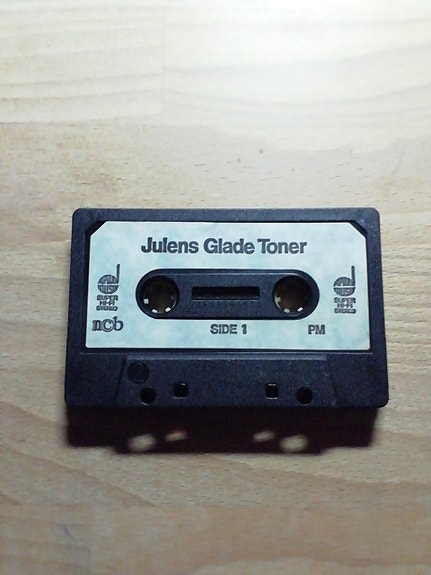 Julens Glade Toner
SUPER
HI-FI
STEREO
SUPER
HI-FI
STEREO
ncb
SIDE 1
PM